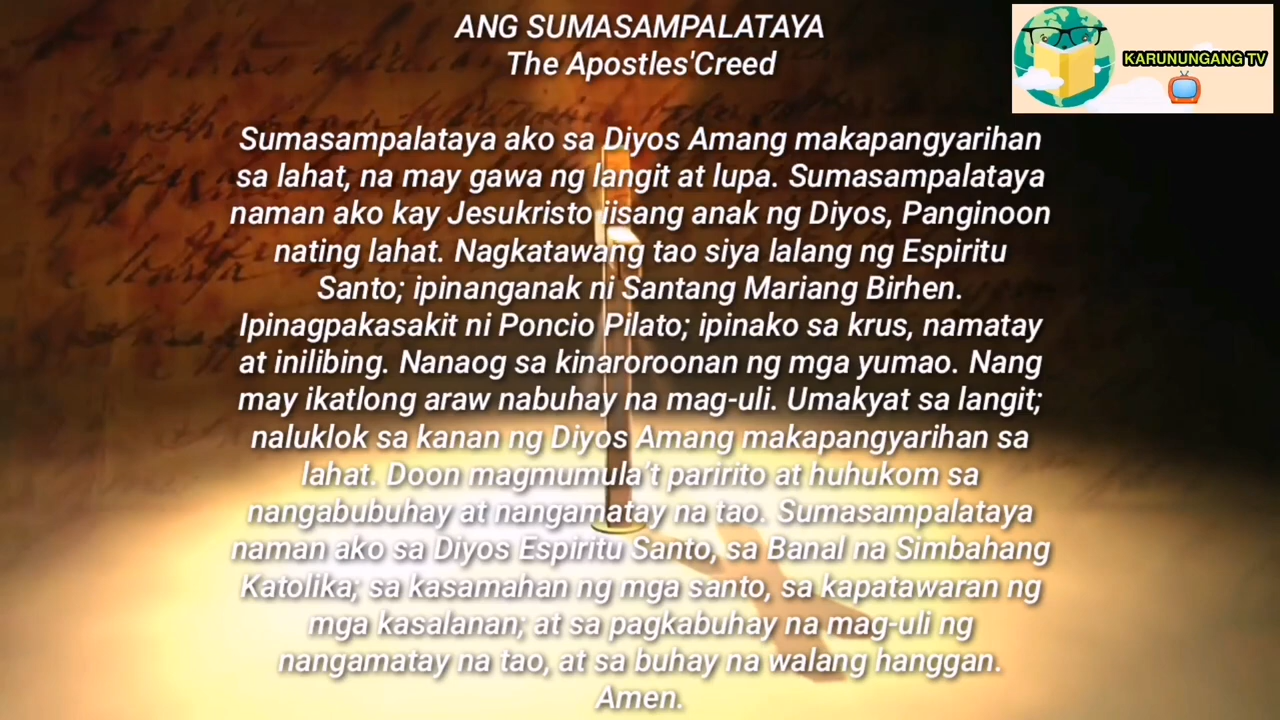 ANG SUMASAMPALATAYA
The Apostles'Creed
KARUNUNGANG TV
Sumasampalataya ako sa Diyos Amang makapangyarihan
sa lahat, na may gawa ng langit at lupa. Sumasampalataya
naman ako kay Jesukristo iisang anak ng Diyos, Panginoon
nating lahat. Nagkatawang tao siya lalang ng Espiritu
Santo; ipinanganak ni Santang Mariang Birhen.
Ipinagpakasakit ni Poncio Pilato; ipinako sa krus, namatay
at inilibing. Nanaog sa kinaroroonan ng mga yumao. Nang
may ikatlong araw nabuhay na mag-uli. Umakyat sa langit;
naluklok sa kanan ng Diyos Amang makapangyarihan sa
lahat. Doon magmumula’t paririto at huhukom sa
nangabubuhay at nangamatay na tao. Sumasampalataya
naman ako sa Diyos Espiritu Santo, sa Banal na Simbahang
Katolika; sa kasamahan ng mga santo, sa kapatawaran ng
mga kasalanan; at sa pagkabuhay na mag-uli ng
nangamatay na tao, at sa buhay na walang hanggan.
Amen.